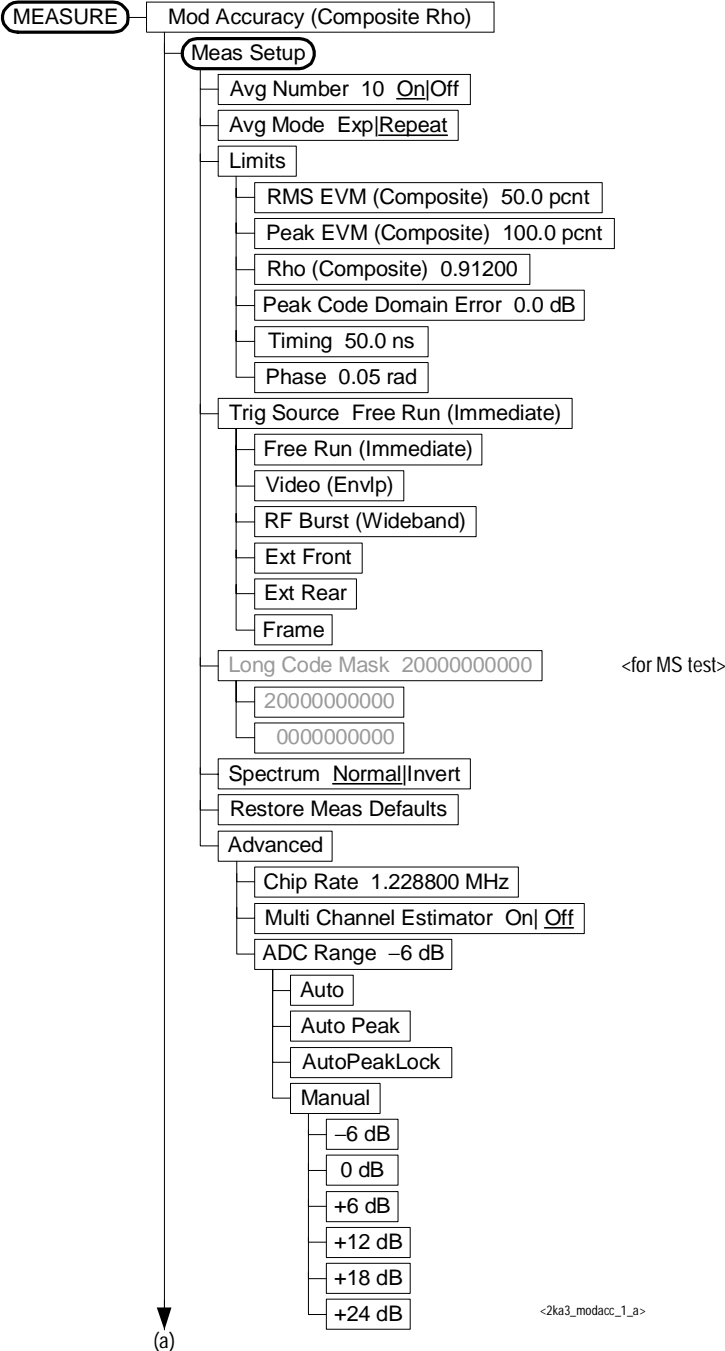 MEASURE Mod Accuracy (Composite Rho)
Meas Setup
Avg Number 10 On|Off
Avg Mode Exp|Repeat
Limits
RMS EVM (Composite) 50.0 pcnt
Peak EVM (Composite) 100.0 pcnt
Rho (Composite) 0.91200
Peak Code Domain Error 0.0 dB
Timing 50.0 ns
Phase 0.05 rad
Trig Source Free Run (Immediate)
Free Run (Immediate)
Video (Envlp)
RF Burst (Wideband)
Ext Front
Ext Rear
Frame
Long Code Mask 20000000000 <for MS test>
20000000000
0000000000
Spectrum Normal|Invert
Restore Meas Defaults
Advanced
Chip Rate 1.228800 MHz
Multi Channel Estimator On| Off
ADC Range –6 dB
Auto
Auto Peak
AutoPeakLock
Manual
–6 dB
0 dB
+6 dB
+12 dB
+18 dB
+24 dB <2ka3_modacc_1_a>
(a)